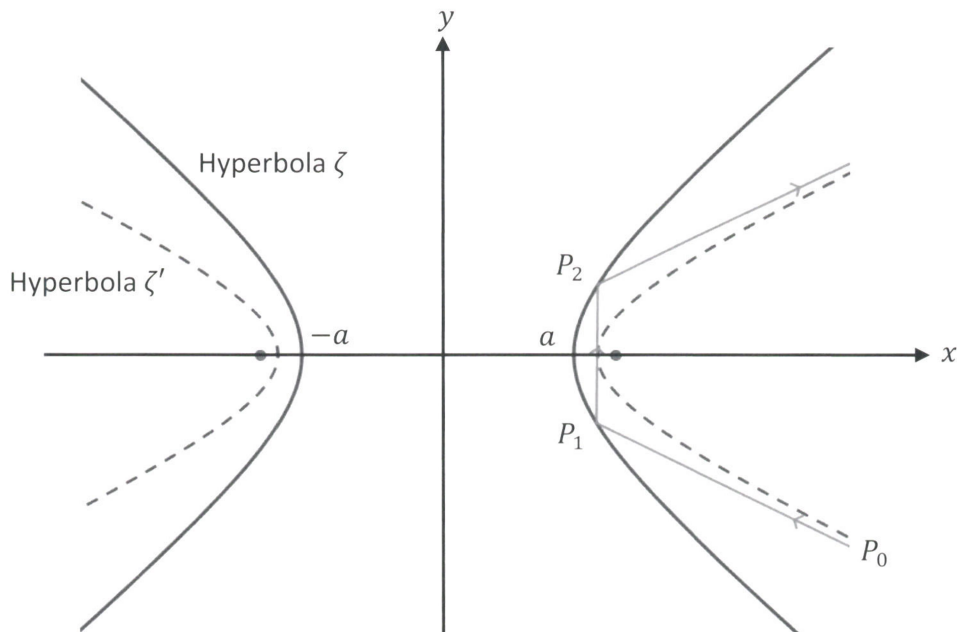 y
Hyperbola ζ
P₂
Hyperbola ζ′
−a
a
x
P₁
P₀